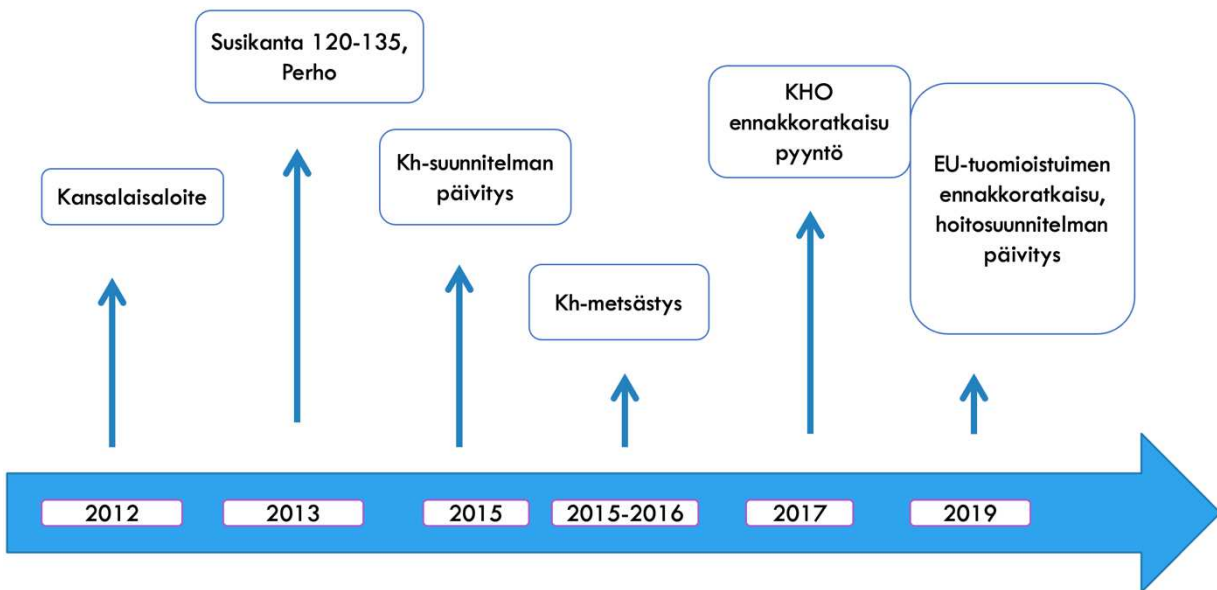 Susikanta 120-135,
Perho
KHO
ennakkoratkaisu
pyyntö
Kh-suunnitelman
päivitys
EU-tuomioistuimen
ennakkoratkaisu,
hoitosuunnitelman
päivitys
Kansalaisaloite
Kh-metsästys
2012
2013
2015
2015-2016
2017
2019